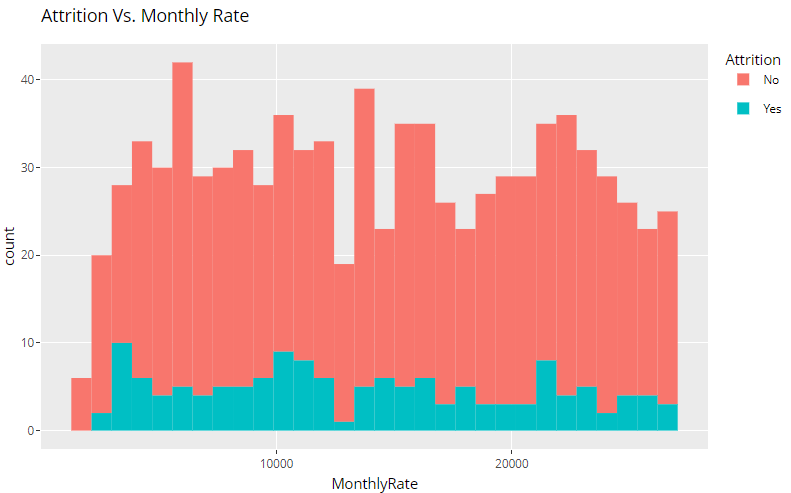 Attrition Vs. Monthly Rate
Attrition
No
Yes
count
40
30
20
10
0
10000
20000
MonthlyRate